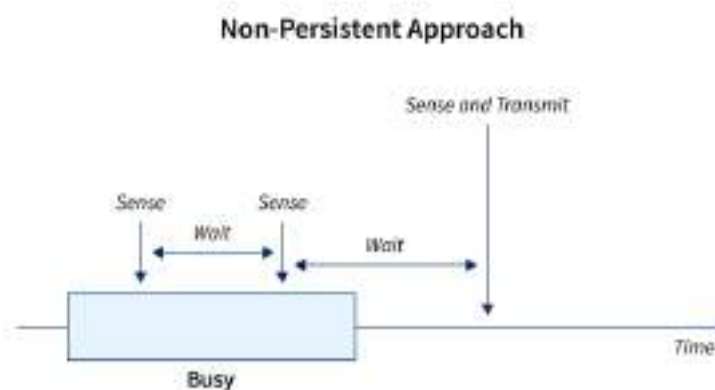 Non-Persistent Approach
Sense and Transmit
Sense
Sense
Wait
Wait
Time
Busy